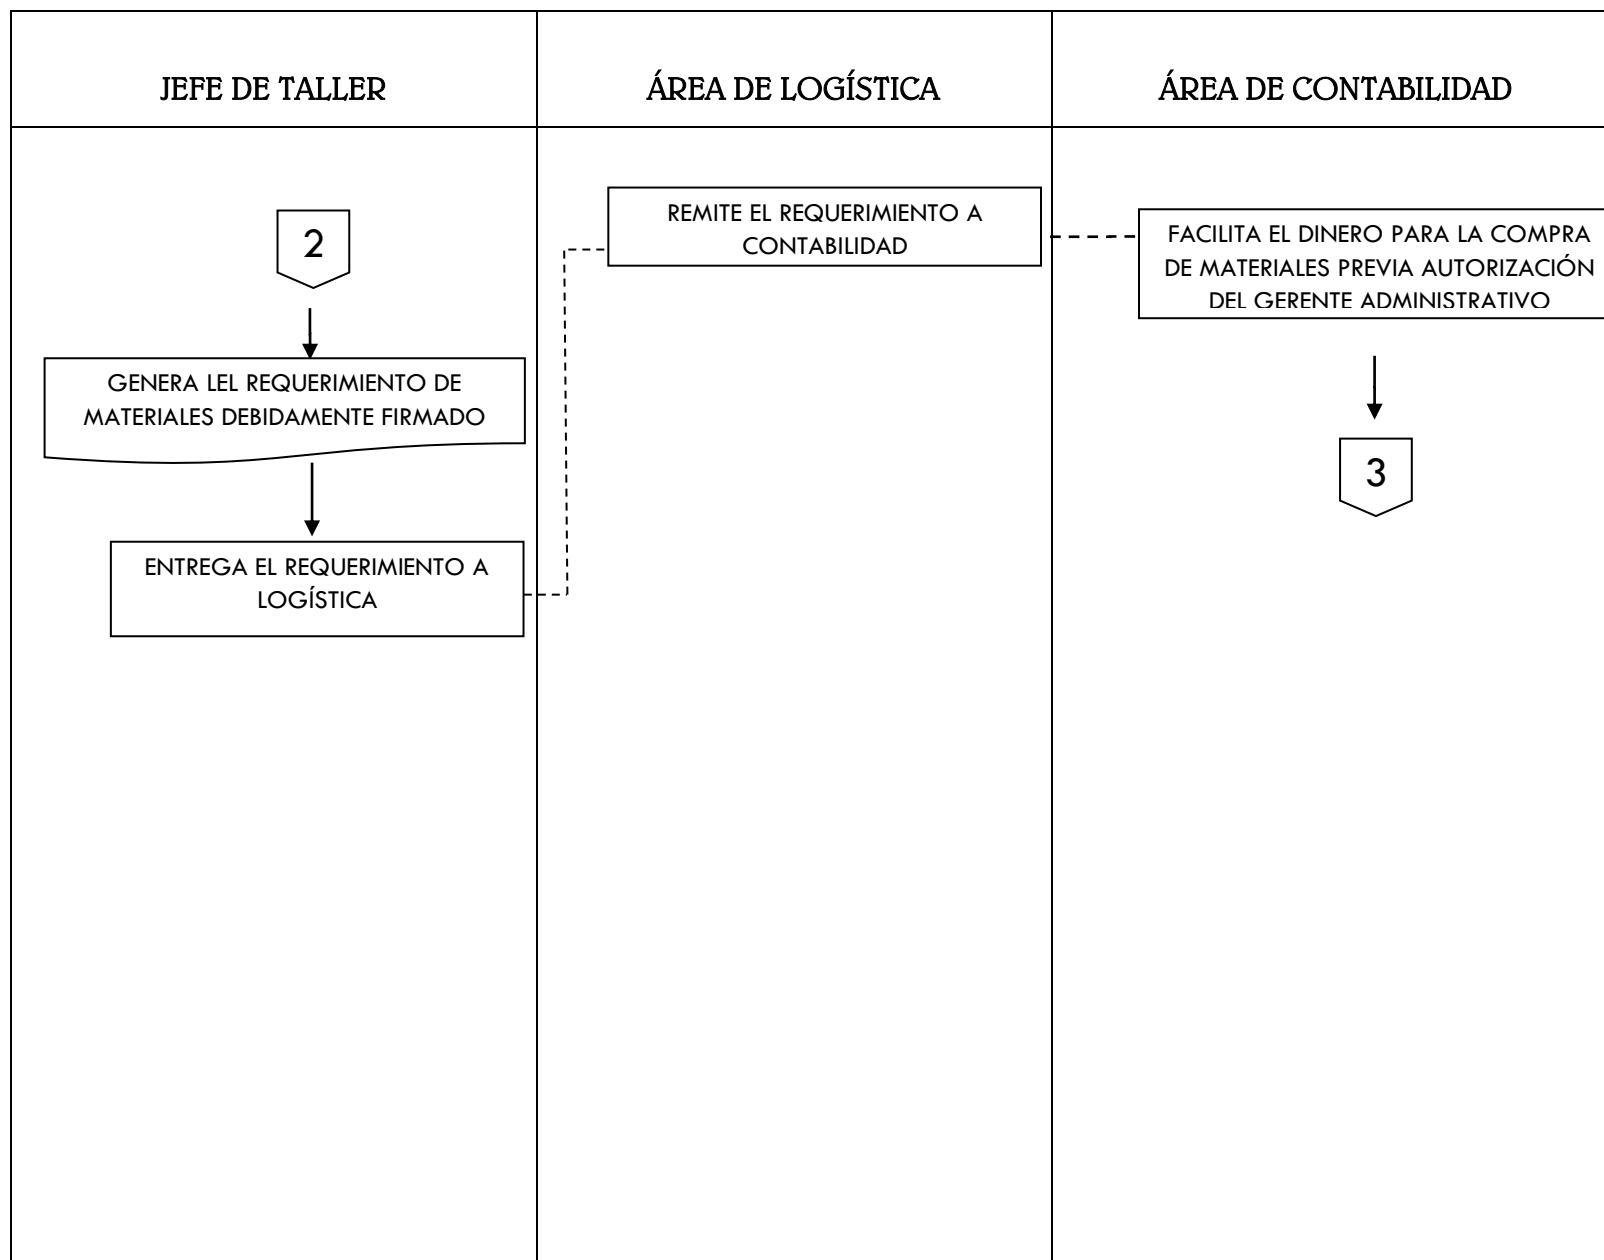 JEFE DE TALLER
ÁREA DE LOGÍSTICA
ÁREA DE CONTABILIDAD
2
GENERA LEL REQUERIMIENTO DE
MATERIALES DEBIDAMENTE FIRMADO
ENTREGA EL REQUERIMIENTO A
LOGÍSTICA
REMITE EL REQUERIMIENTO A
CONTABILIDAD
FACILITA EL DINERO PARA LA COMPRA
DE MATERIALES PREVIA AUTORIZACIÓN
DEL GERENTE ADMINISTRATIVO
3